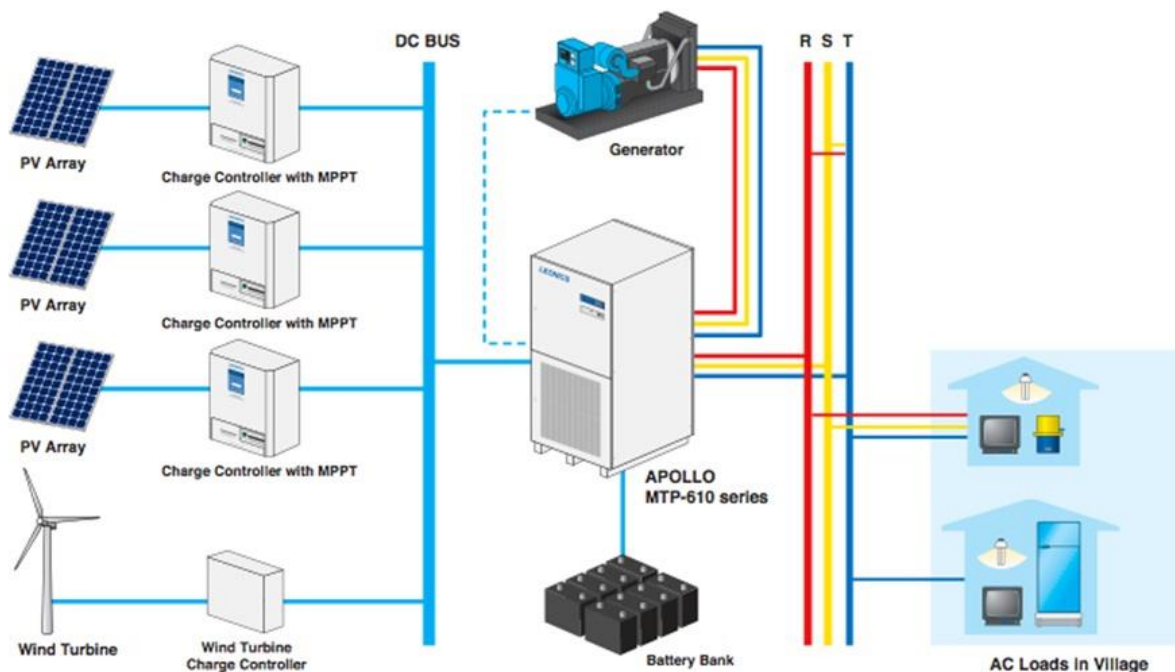 DC BUS
R S T
PV Array
Charge Controller with MPPT
Generator
PV Array
Charge Controller with MPPT
LEONICS
PV Array
Charge Controller with MPPT
APOLLO
MTP-610 series
Wind Turbine
Wind Turbine
Charge Controller
Battery Bank
AC Loads in Village